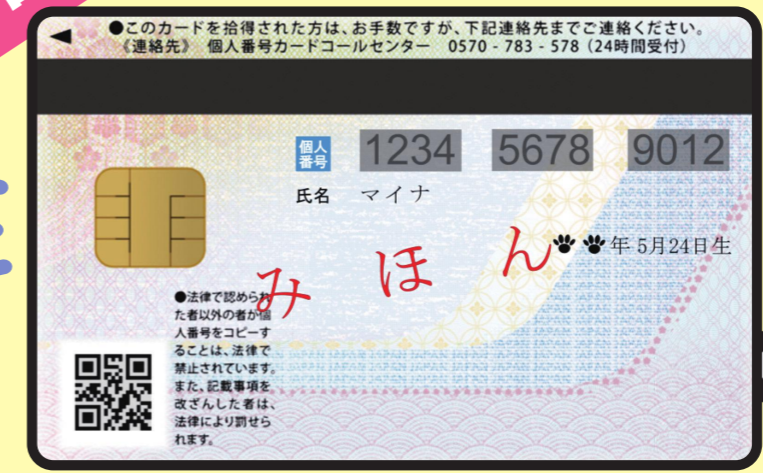 ●このカードを拾得された方は、お手数ですが、下記連絡先までご連絡ください。
《連絡先》 個人番号カードコールセンター 0570 - 783 - 578（24時間受付）
個人番号 1234 5678 9012
氏名 マイナ
年 5月24日生
みほん
●法律で認められ
た者以外の者が個
人番号をコピーす
ることは、法律で
禁止されています。
また、記載事項を
改ざんした者は、
法律により罰せら
れます。